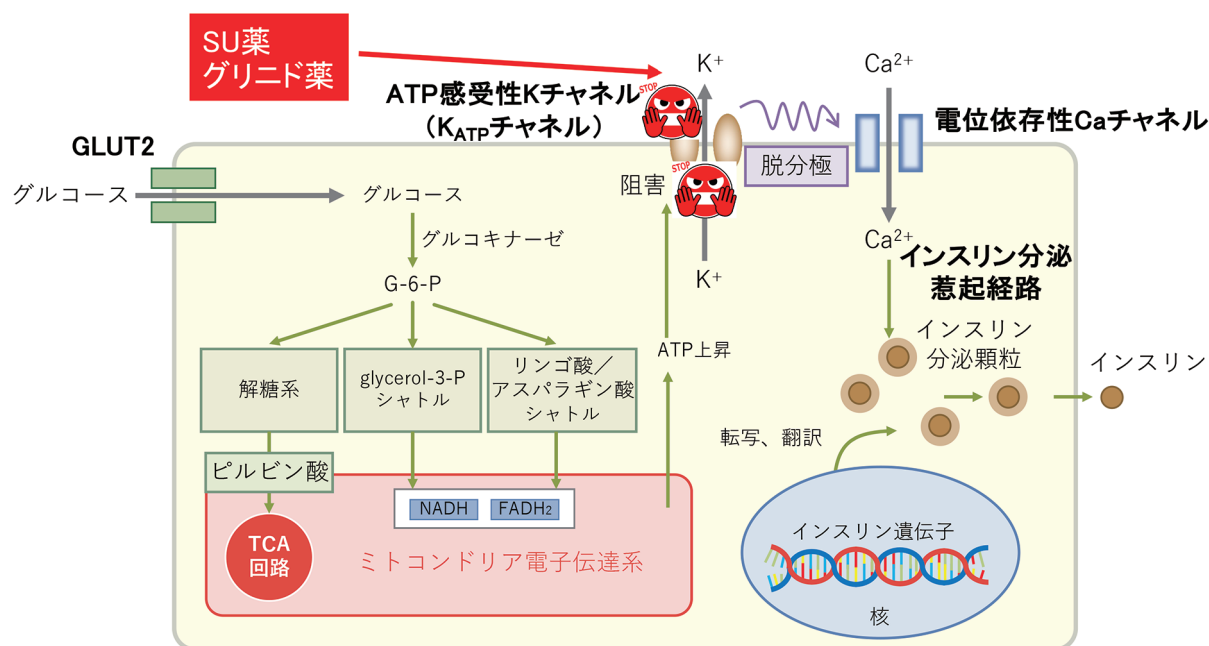 SU薬
グリニド薬
ATP感受性Kチャネル
(KATPチャネル)
STOP
K⁺
Ca²⁺
電位依存性Caチャネル
GLUT2
グルコース
グルコース
グルコキナーゼ
G-6-P
阻害
STOP
脱分極
K⁺
Ca²⁺
インスリン分泌
惹起経路
インスリン
分泌顆粒
インスリン
ATP上昇
解糖系
glycerol-3-P
シャトル
リンゴ酸/
アスパラギン酸
シャトル
転写、翻訳
ピルビン酸
NADH
FADH₂
TCA
回路
ミトコンドリア電子伝達系
インスリン遺伝子
核